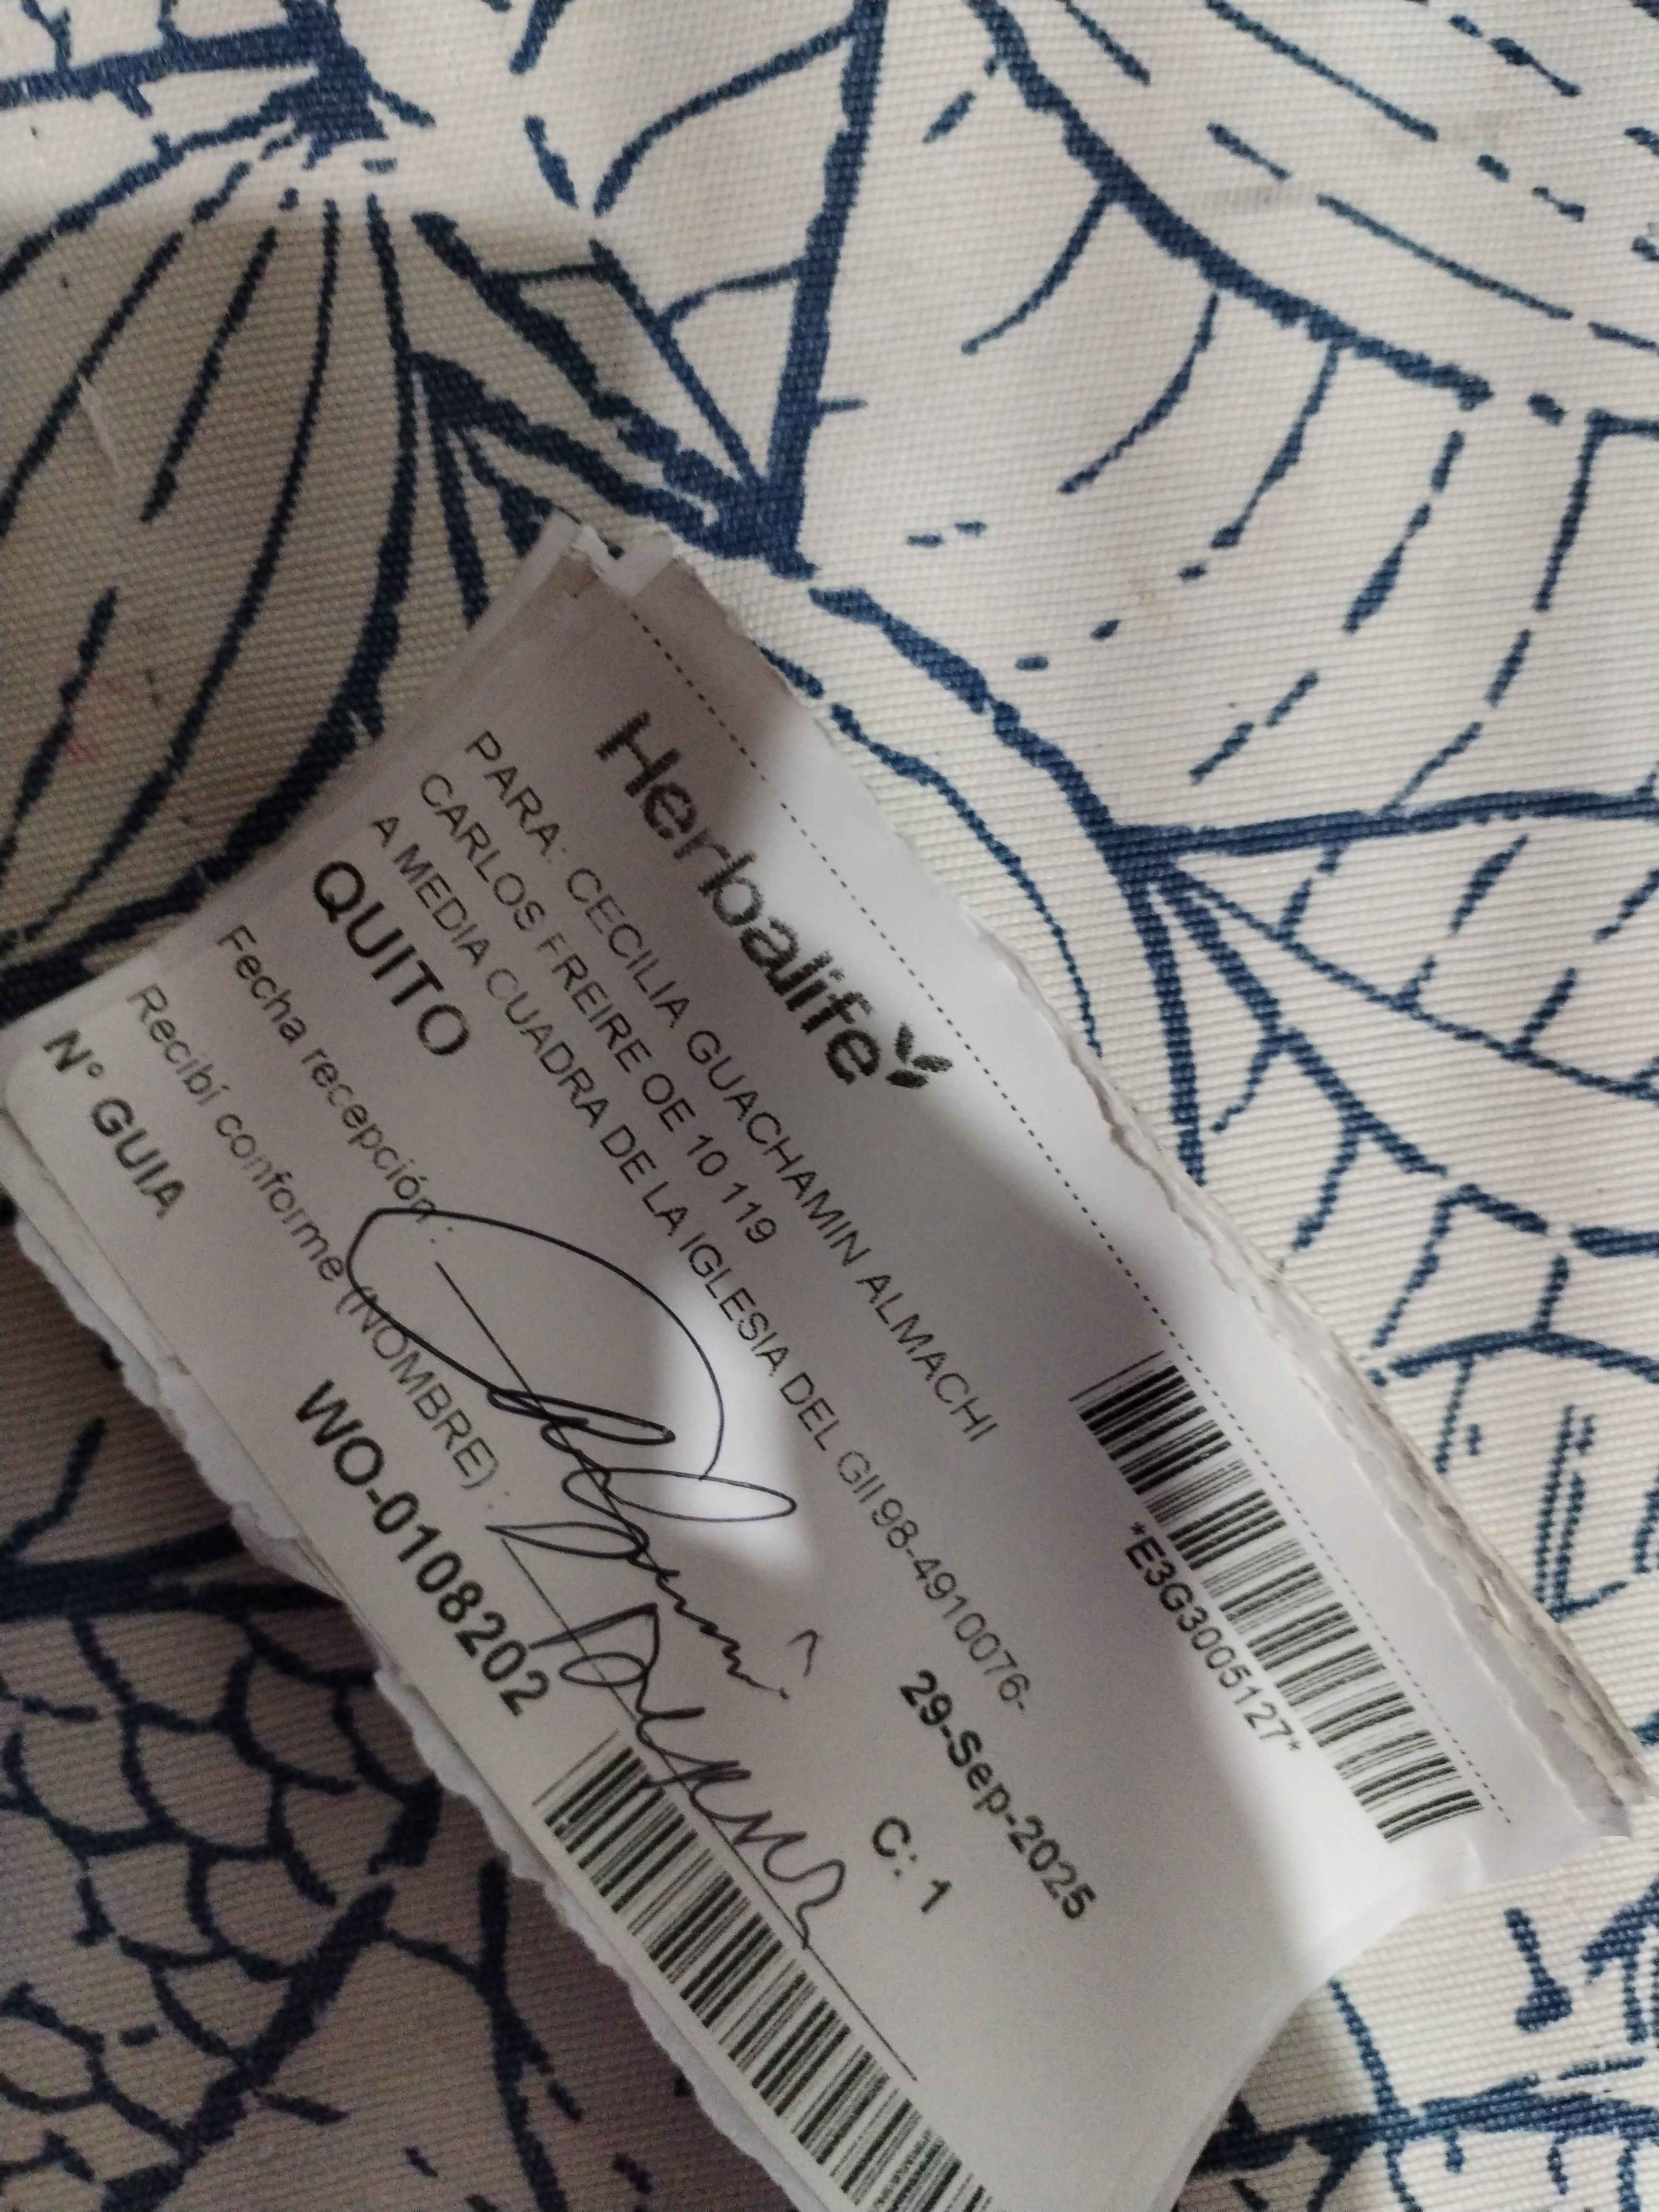 Herbalife
*E3G3005127*
PARA: CECILIA GUACHAMIN ALMACHI
CARLOS FREIRE OE 10 119
A MEDIA CUADRA DE LA IGLESIA DEL GII 98-4910076-
QUITO
29-Sep-2025
Fecha recepción :
C: 1
Recibí conforme (NOMBRE) :
N° GUIA
WO-0108202